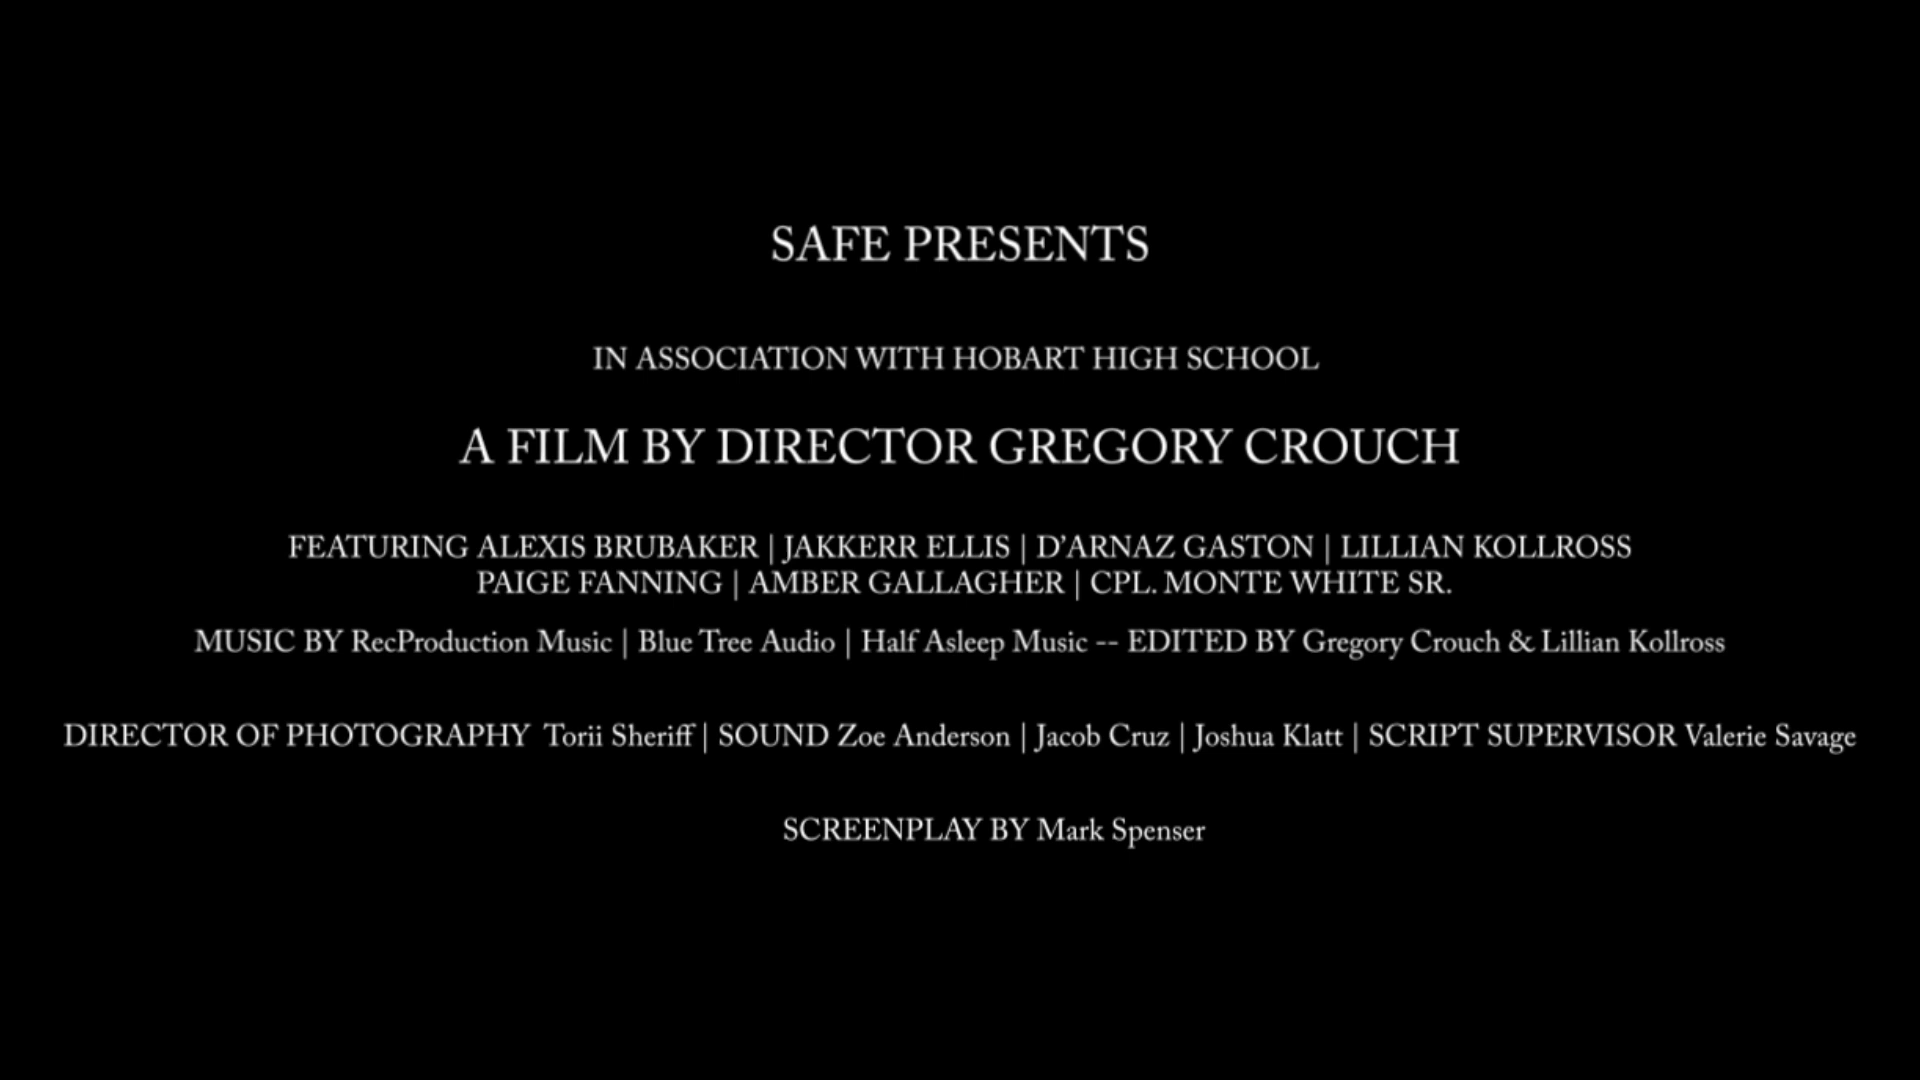 SAFE PRESENTS
IN ASSOCIATION WITH HOBART HIGH SCHOOL
A FILM BY DIRECTOR GREGORY CROUCH
FEATURING ALEXIS BRUBAKER | JAKKERR ELLIS | D’ARNAZ GASTON | LILLIAN KOLLROSS
PAIGE FANNING | AMBER GALLAGHER | CPL. MONTE WHITE SR.
MUSIC BY RecProduction Music | Blue Tree Audio | Half Asleep Music -- EDITED BY Gregory Crouch & Lillian Kollross
DIRECTOR OF PHOTOGRAPHY Torii Sheriff | SOUND Zoe Anderson | Jacob Cruz | Joshua Klatt | SCRIPT SUPERVISOR Valerie Savage
SCREENPLAY BY Mark Spenser